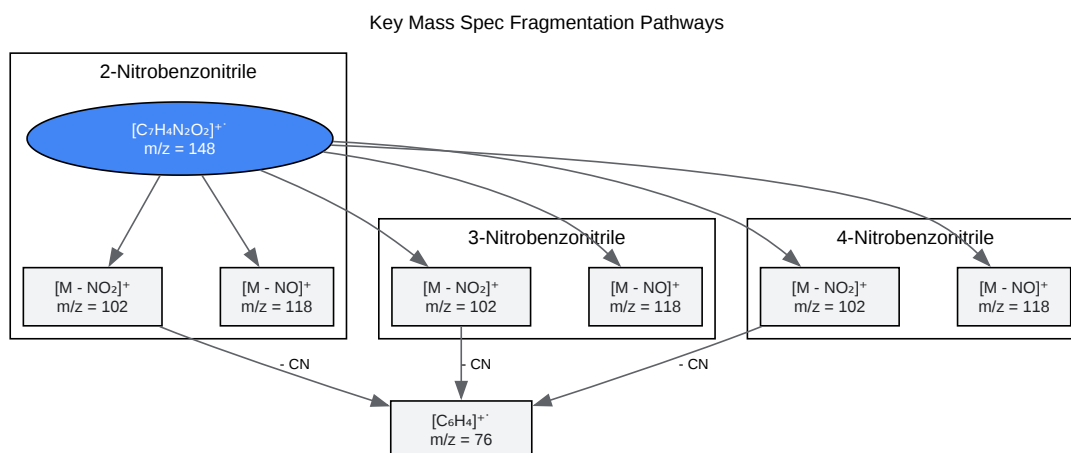 Key Mass Spec Fragmentation Pathways
2-Nitrobenzonitrile
[C₇H₄N₂O₂]⁺˙
m/z = 148
3-Nitrobenzonitrile
4-Nitrobenzonitrile
[M - NO₂]⁺
m/z = 102
[M - NO]⁺
m/z = 118
[M - NO₂]⁺
m/z = 102
[M - NO]⁺
m/z = 118
[M - NO₂]⁺
m/z = 102
[M - NO]⁺
m/z = 118
- CN
- CN
- CN
[C₆H₄]⁺˙
m/z = 76